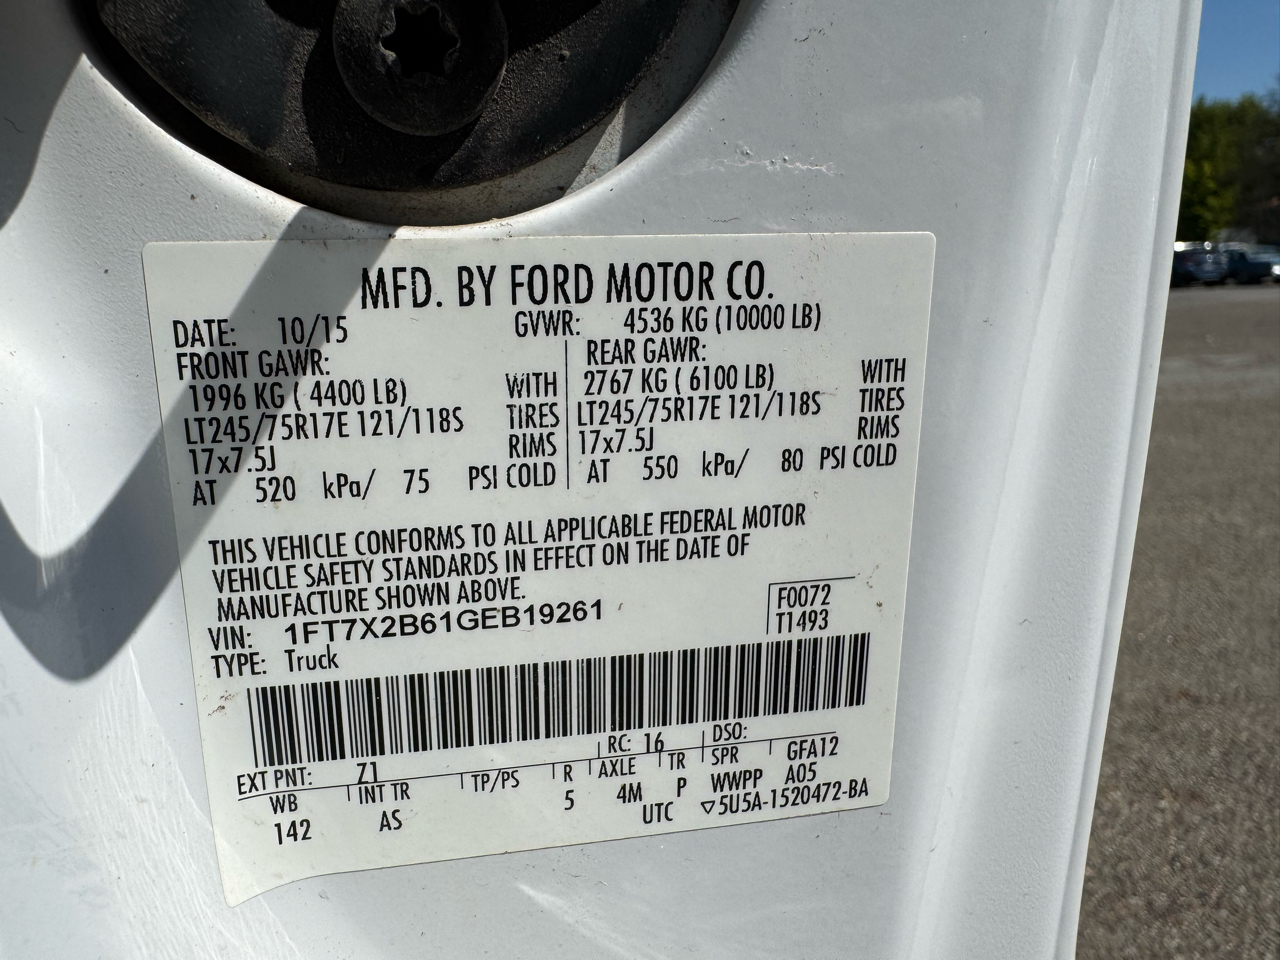 MFD. BY FORD MOTOR CO.
DATE: 10/15 GVWR: 4536 KG (10000 LB)
FRONT GAWR: REAR GAWR:
1996 KG ( 4400 LB) WITH 2767 KG ( 6100 LB) WITH
LT245/75R17E 121/118S TIRES LT245/75R17E 121/118S TIRES
17x7.5J RIMS 17x7.5J RIMS
AT 520 kPa/ 75 PSI COLD AT 550 kPa/ 80 PSI COLD
THIS VEHICLE CONFORMS TO ALL APPLICABLE FEDERAL MOTOR
VEHICLE SAFETY STANDARDS IN EFFECT ON THE DATE OF
MANUFACTURE SHOWN ABOVE.
VIN: 1FT7X2B61GEB19261 F0072
TYPE: Truck T1493
EXT PNT: Z1 RC: 16 DSO:
WB INT TR TP/PS R AXLE TR SPR GFA12
142 AS 5 4M P WWPP A05
UTC ▽5U5A-1520472-BA